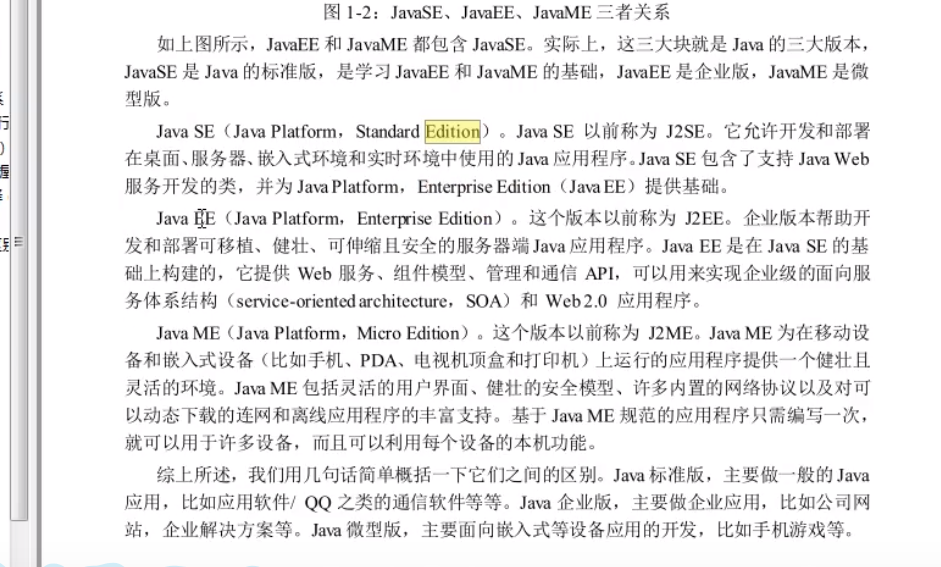 图 1-2：JavaSE、JavaEE、JavaME 三者关系
如上图所示，JavaEE 和 JavaME 都包含 JavaSE。实际上，这三大块就是 Java 的三大版本，
JavaSE 是 Java 的标准版，是学习 JavaEE 和 JavaME 的基础，JavaEE 是企业版，JavaME 是微
型版。
Java SE（Java Platform，Standard Edition）。Java SE 以前称为 J2SE。它允许开发和部署
在桌面、服务器、嵌入式环境和实时环境中使用的 Java 应用程序。Java SE 包含了支持 Java Web
服务开发的类，并为 Java Platform，Enterprise Edition（Java EE）提供基础。
Java EE（Java Platform，Enterprise Edition）。这个版本以前称为 J2EE。企业版本帮助开
发和部署可移植、健壮、可伸缩且安全的服务器端 Java 应用程序。Java EE 是在 Java SE 的基
础上构建的，它提供 Web 服务、组件模型、管理和通信 API，可以用来实现企业级的面向服
务体系结构（service-oriented architecture，SOA）和 Web 2.0 应用程序。
Java ME（Java Platform，Micro Edition）。这个版本以前称为 J2ME。Java ME 为在移动设
备和嵌入式设备（比如手机、PDA、电视机顶盒和打印机）上运行的应用程序提供一个健壮且
灵活的环境。Java ME 包括灵活的用户界面、健壮的安全模型、许多内置的网络协议以及对可
以动态下载的连网和离线应用程序的丰富支持。基于 Java ME 规范的应用程序只需编写一次，
就可以用于许多设备，而且可以利用每个设备的本机功能。
综上所述，我们用几句话简单概括一下它们之间的区别。Java 标准版，主要做一般的 Java
应用，比如应用软件/ QQ 之类的通信软件等等。Java 企业版，主要做企业应用，比如公司网
站，企业解决方案等。Java 微型版，主要面向嵌入式等设备应用的开发，比如手机游戏等。